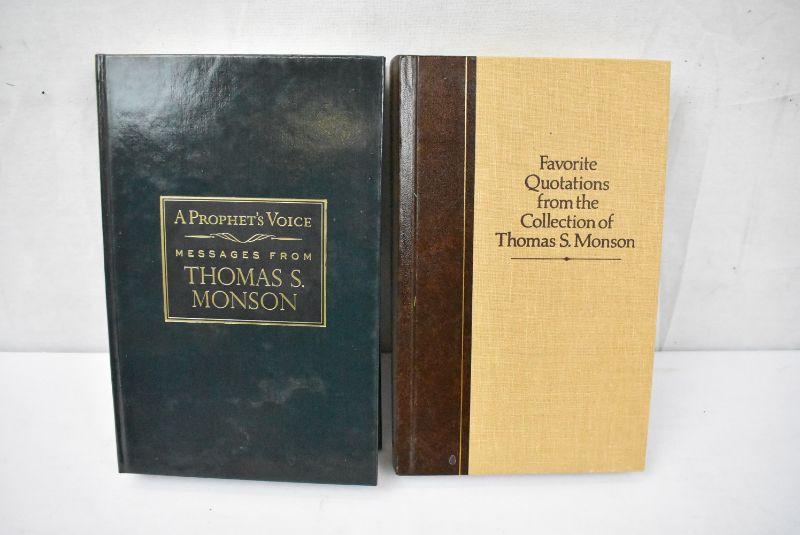 A PROPHET'S VOICE
MESSAGES FROM
THOMAS S.
MONSON
Favorite
Quotations
from the
Collection of
Thomas S. Monson